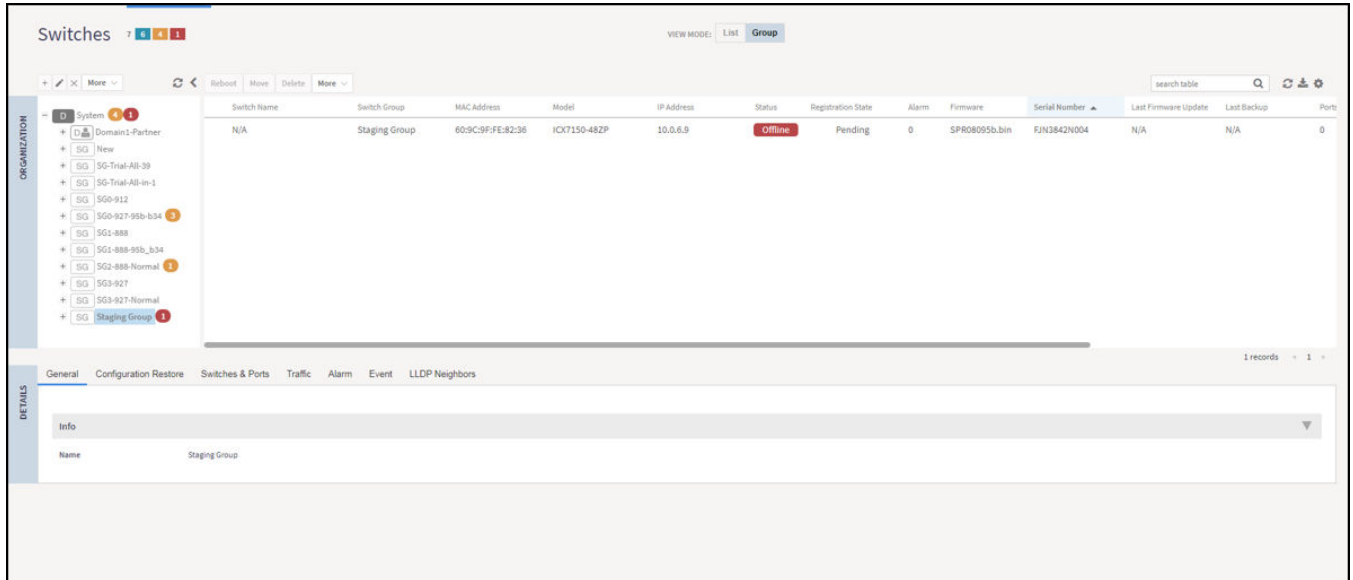 Switches 7 6 4 1
VIEW MODE: List Group
More
Reboot Move Delete More
search table
ORGANIZATION
D System 4 1
D Domain1-Partner
SG New
SG SG-Trial-All-39
SG SG-Trial-All-in-1
SG SG0-912
SG SG0-927-95b-b34 3
SG SG1-888
SG SG1-888-95b_b34
SG SG2-888-Normal 1
SG SG3-927
SG SG3-927-Normal
SG Staging Group 1
Switch Name Switch Group MAC Address Model IP Address Status Registration State Alarm Firmware Serial Number Last Firmware Update Last Backup Ports
N/A Staging Group 60:9C:9F:FE:82:36 ICX7150-48ZP 10.0.6.9 Offline Pending 0 SPR08095b.bin FJN3842N004 N/A N/A 0
1 records « 1 »
DETAILS
General Configuration Restore Switches & Ports Traffic Alarm Event LLDP Neighbors
Info
Name Staging Group